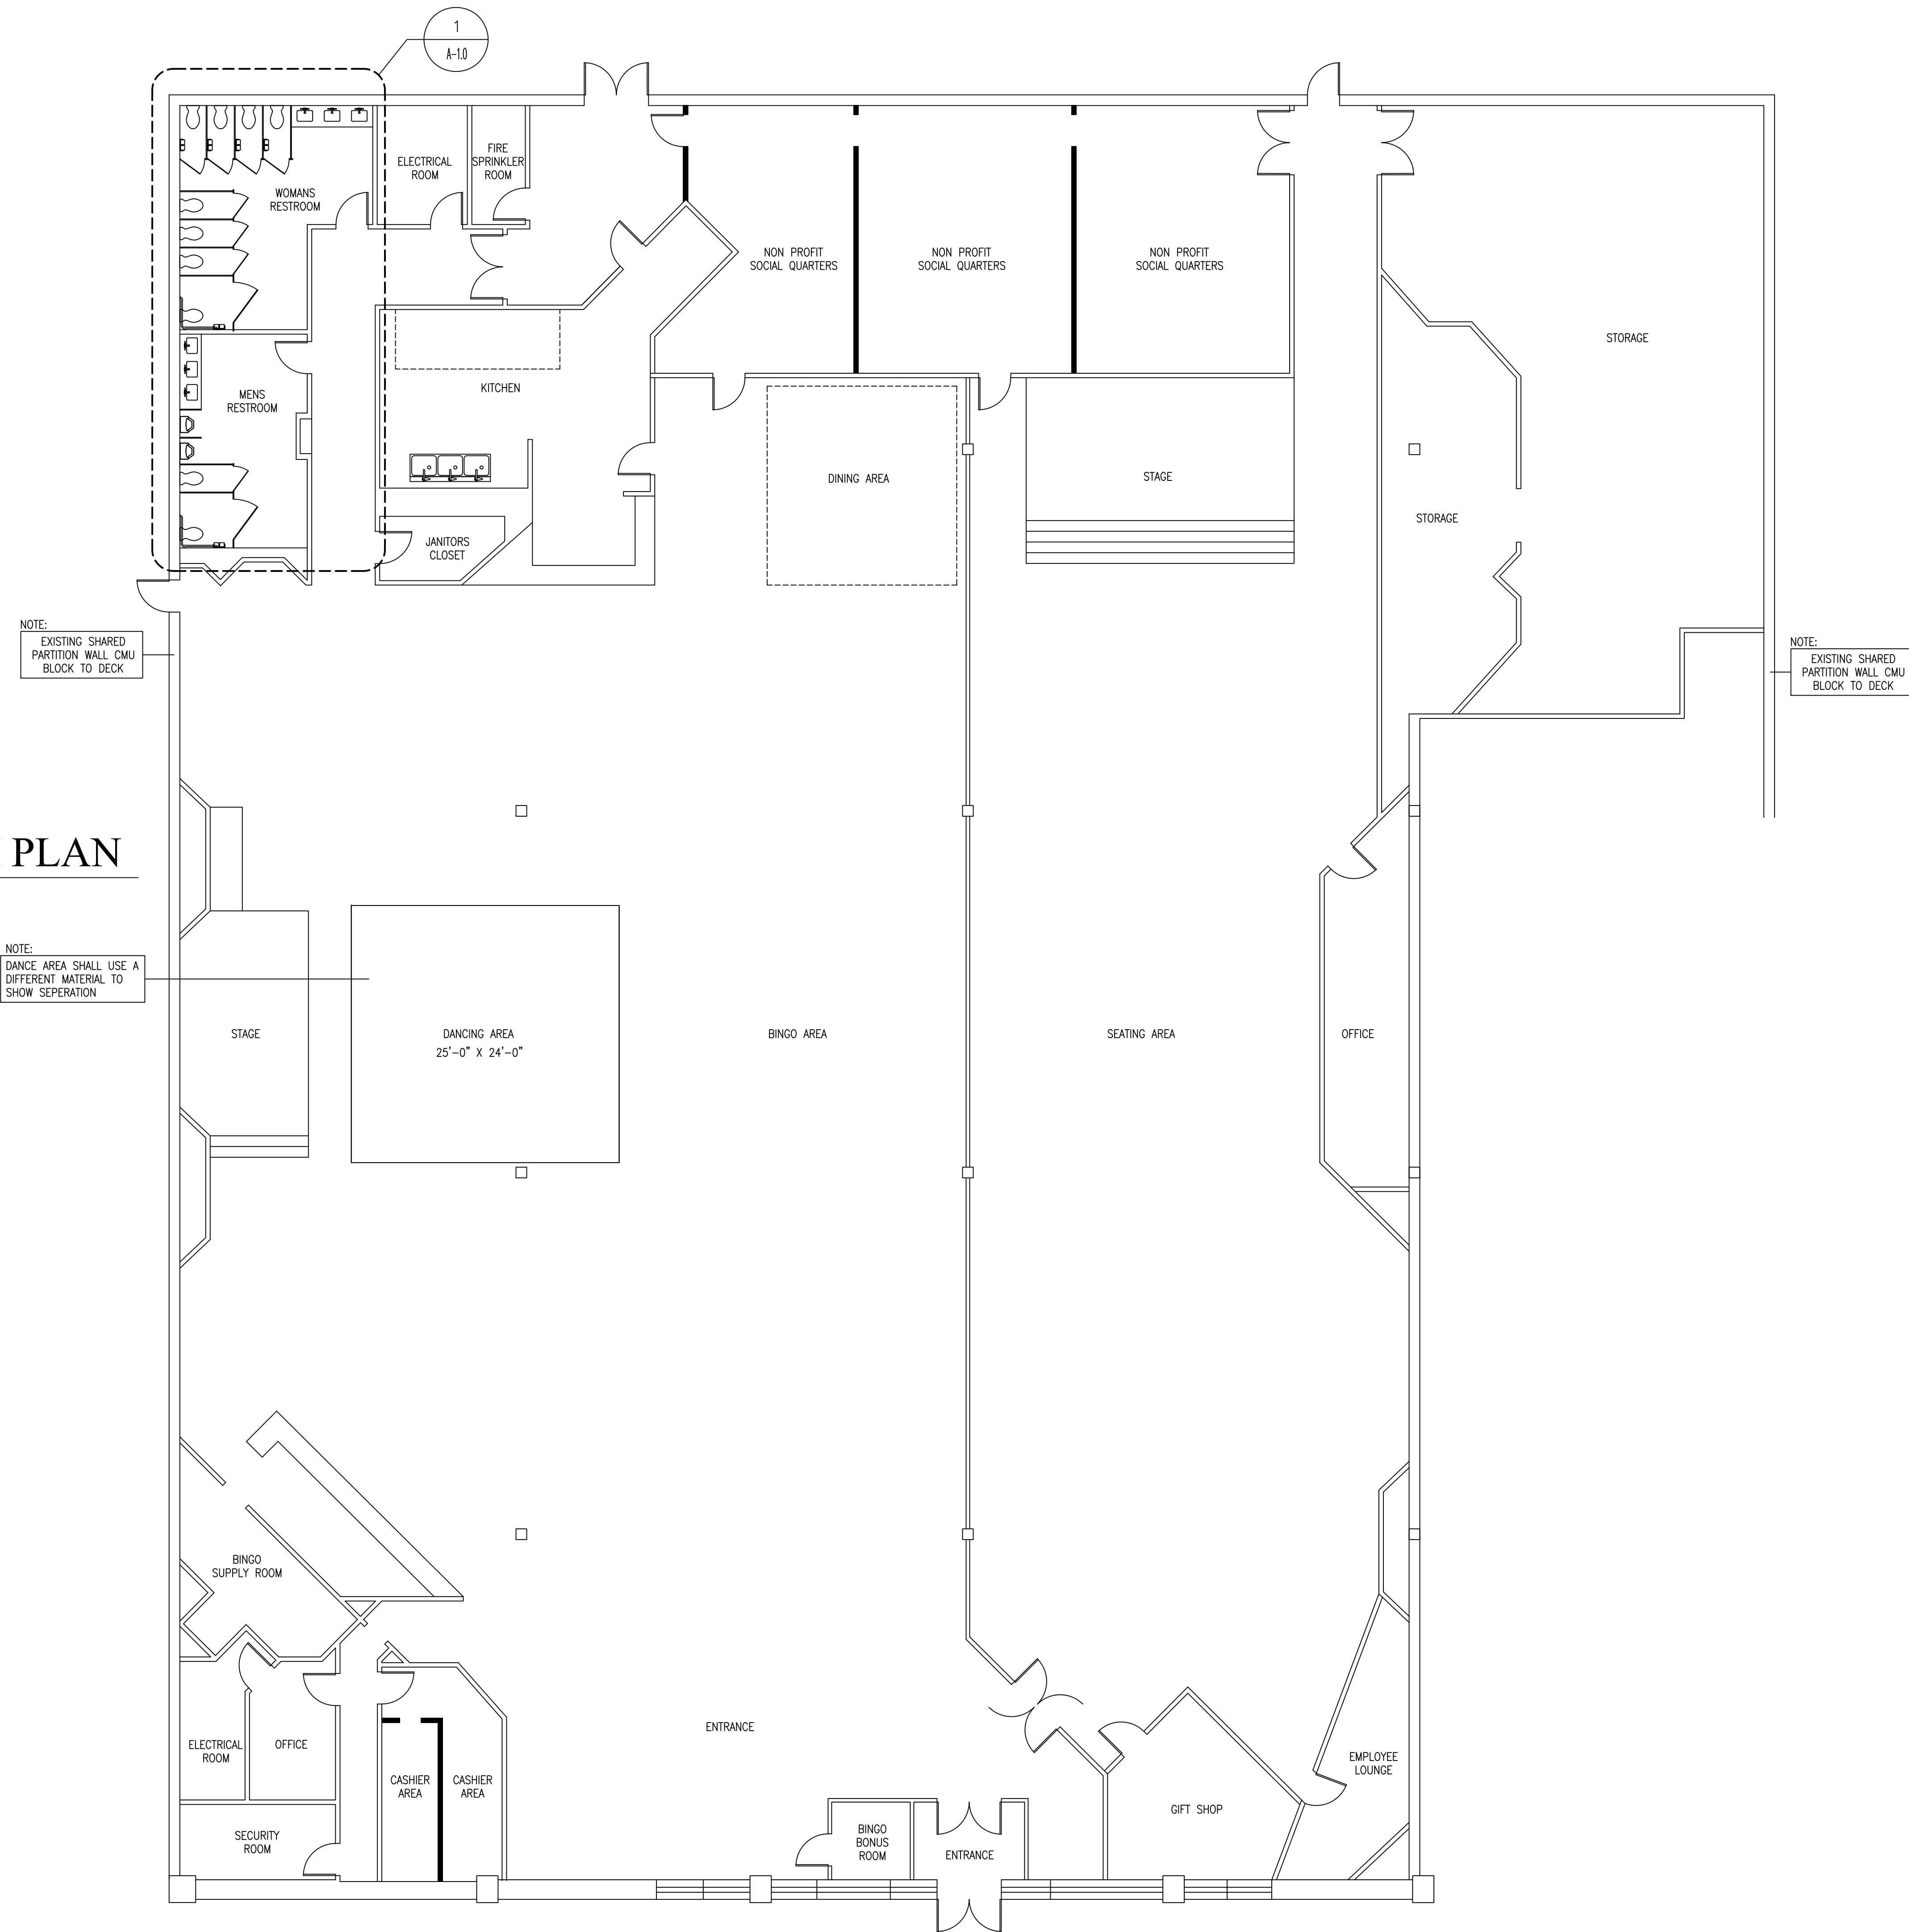 1
A-1.0
ELECTRICAL
ROOM
FIRE
SPRINKLER
ROOM
WOMANS
RESTROOM
NON PROFIT
SOCIAL QUARTERS
NON PROFIT
SOCIAL QUARTERS
NON PROFIT
SOCIAL QUARTERS
STORAGE
KITCHEN
MENS
RESTROOM
DINING AREA
STAGE
STORAGE
JANITORS
CLOSET
NOTE:
EXISTING SHARED
PARTITION WALL CMU
BLOCK TO DECK
NOTE:
EXISTING SHARED
PARTITION WALL CMU
BLOCK TO DECK
PLAN
NOTE:
DANCE AREA SHALL USE A
DIFFERENT MATERIAL TO
SHOW SEPERATION
STAGE
DANCING AREA
25'-0" X 24'-0"
BINGO AREA
SEATING AREA
OFFICE
BINGO
SUPPLY ROOM
ENTRANCE
ELECTRICAL
ROOM
OFFICE
CASHIER
AREA
CASHIER
AREA
EMPLOYEE
LOUNGE
GIFT SHOP
SECURITY
ROOM
BINGO
BONUS
ROOM
ENTRANCE